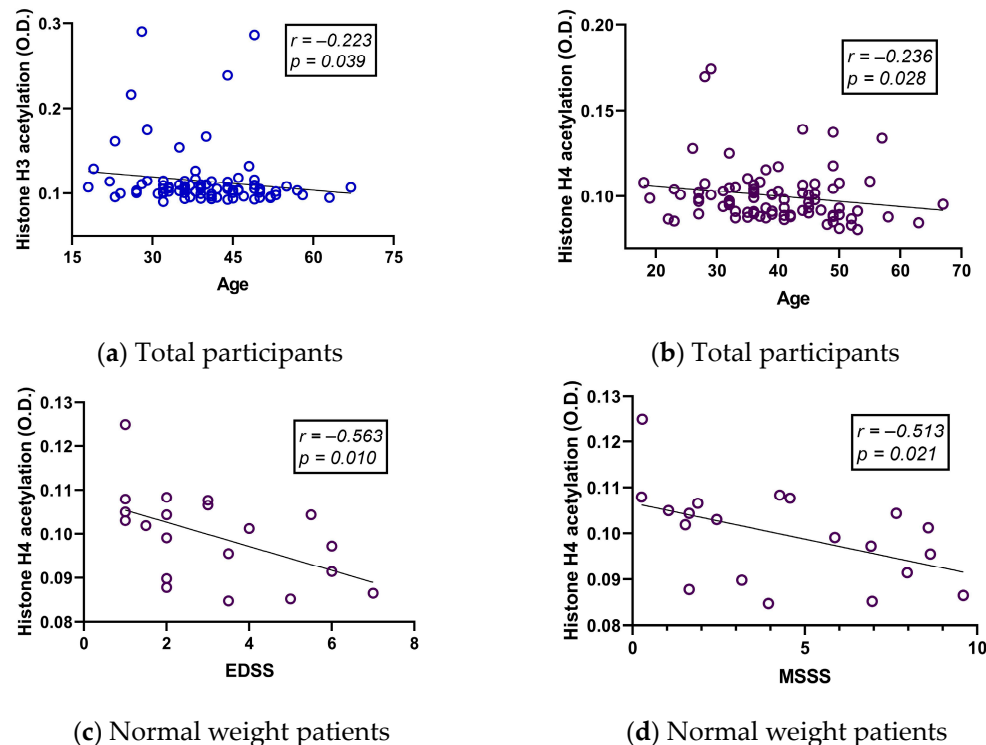 Histone H3 acetylation (O.D.)
0.3
0.2
0.1
r = –0.223
p = 0.039
15 30 45 60 75
Age
(a) Total participants
Histone H4 acetylation (O.D.)
0.20
0.15
0.10
r = –0.236
p = 0.028
20 30 40 50 60 70
Age
(b) Total participants
Histone H4 acetylation (O.D.)
0.13
0.12
0.11
0.10
0.09
0.08
r = –0.563
p = 0.010
0 2 4 6 8
EDSS
(c) Normal weight patients
Histone H4 acetylation (O.D.)
0.13
0.12
0.11
0.10
0.09
0.08
r = –0.513
p = 0.021
0 5 10
MSSS
(d) Normal weight patients